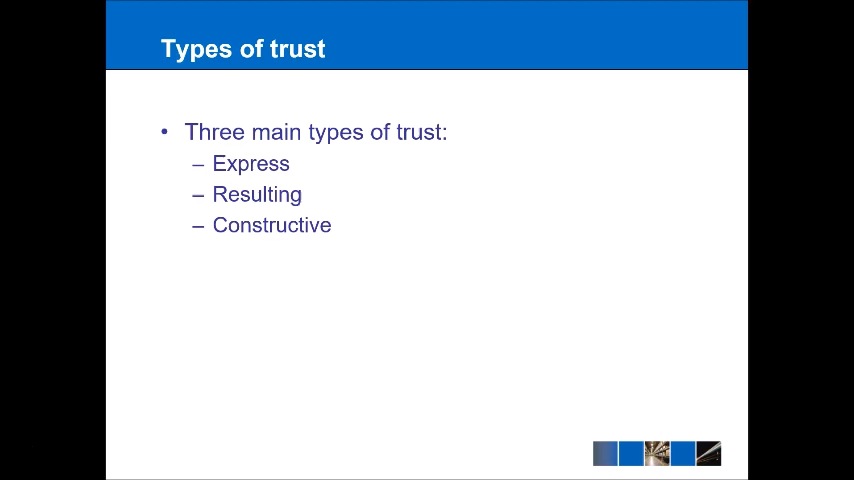 Types of trust
• Three main types of trust:
– Express
– Resulting
– Constructive